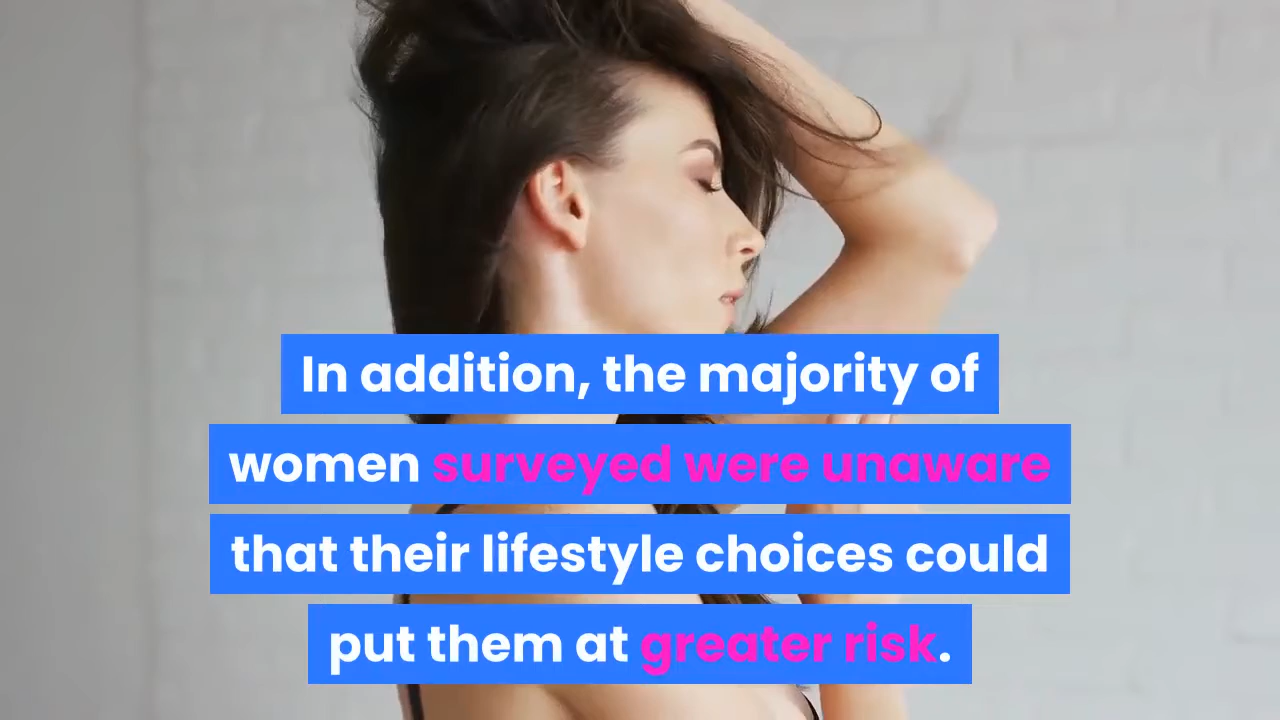 In addition, the majority of
women surveyed were unaware
that their lifestyle choices could
put them at greater risk.